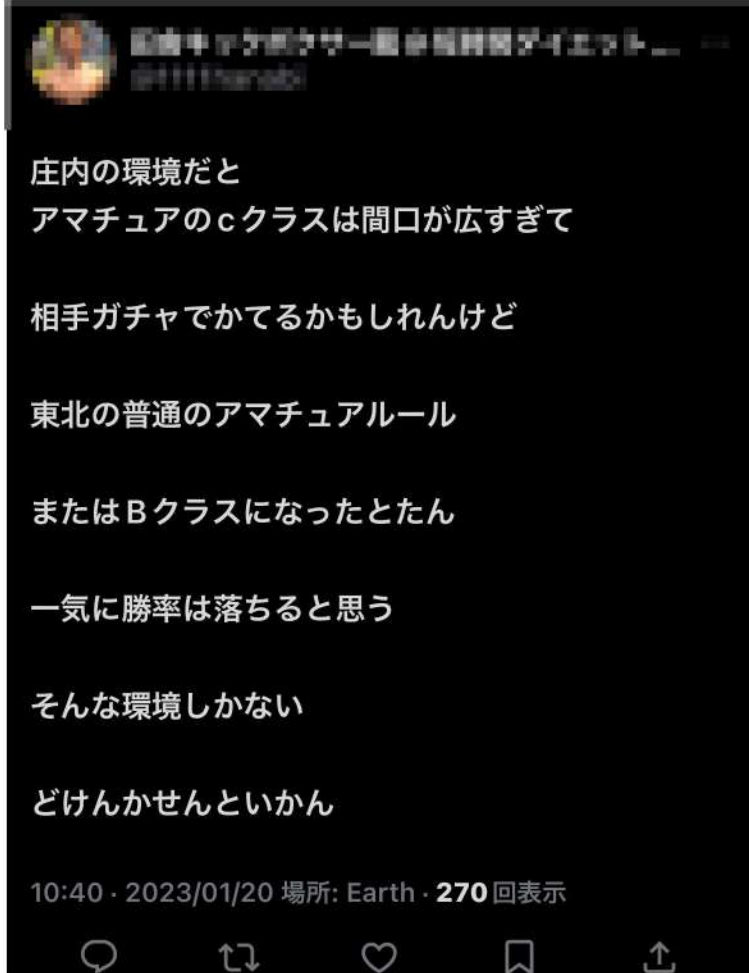 庄内の環境だと
アマチュアのcクラスは間口が広すぎて
相手ガチャでかてるかもしれんけど
東北の普通のアマチュアルール
またはBクラスになったとたん
一気に勝率は落ちると思う
そんな環境しかない
どけんかせんといかん
10:40 · 2023/01/20 場所: Earth · 270 回表示